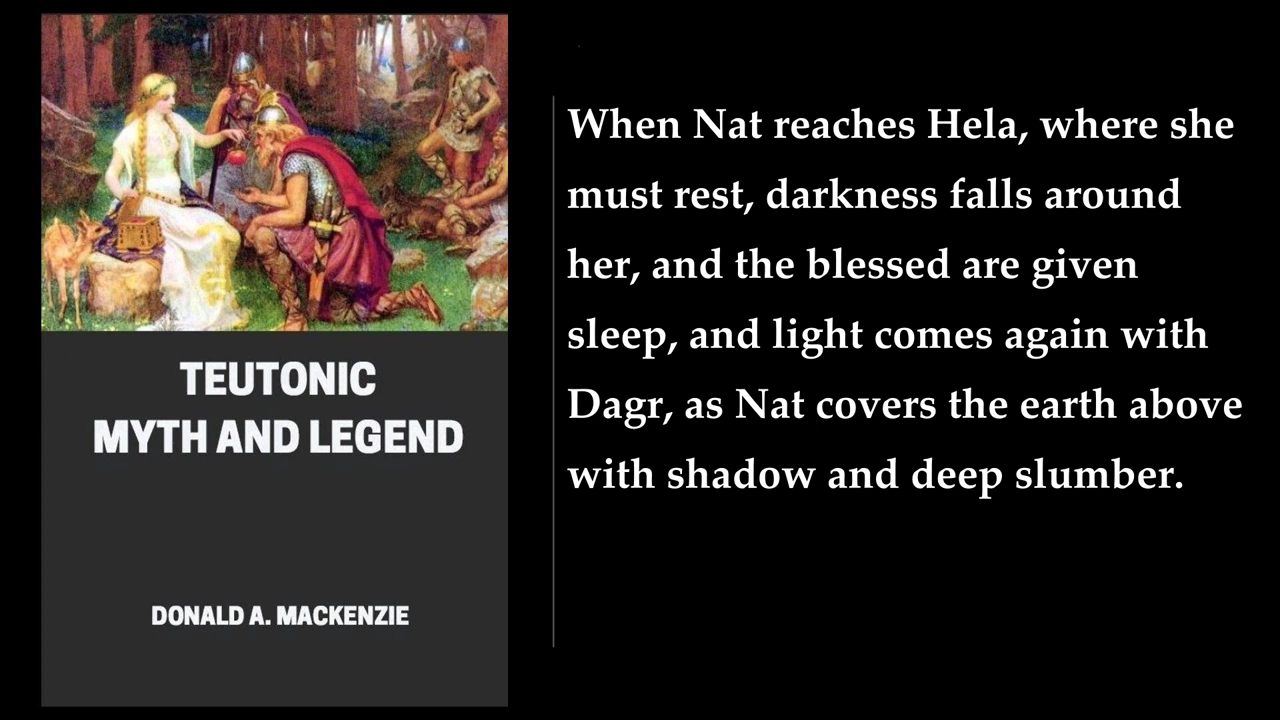 TEUTONIC
MYTH AND LEGEND
DONALD A. MACKENZIE
When Nat reaches Hela, where she
must rest, darkness falls around
her, and the blessed are given
sleep, and light comes again with
Dagr, as Nat covers the earth above
with shadow and deep slumber.